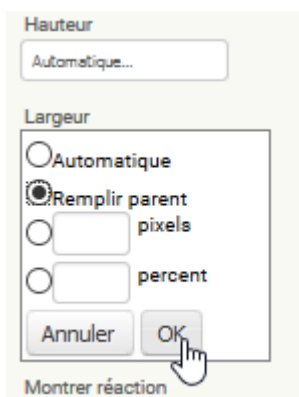 Hauteur
Automatique...
Largeur
Automatique
Remplir parent
pixels
percent
Annuler OK
Montrer réaction